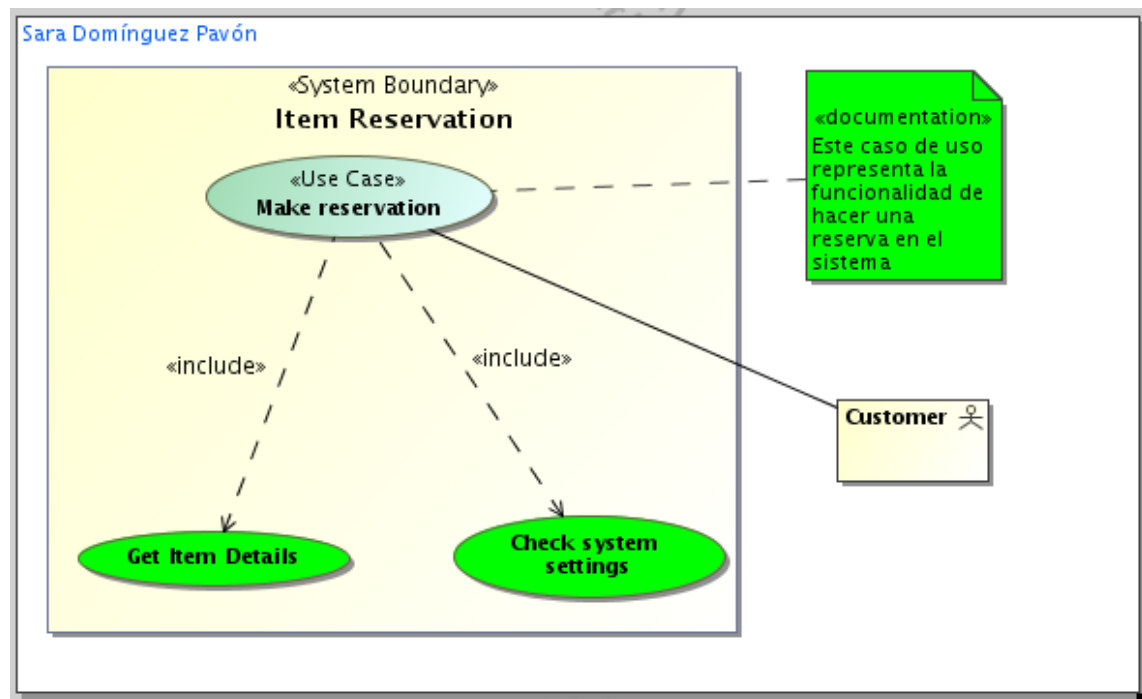 Sara Domínguez Pavón
«System Boundary»
Item Reservation
«Use Case»
Make reservation
«documentation»
Este caso de uso
representa la
funcionalidad de
hacer una
reserva en el
sistema
«include»
«include»
Customer
Get Item Details
Check system
settings